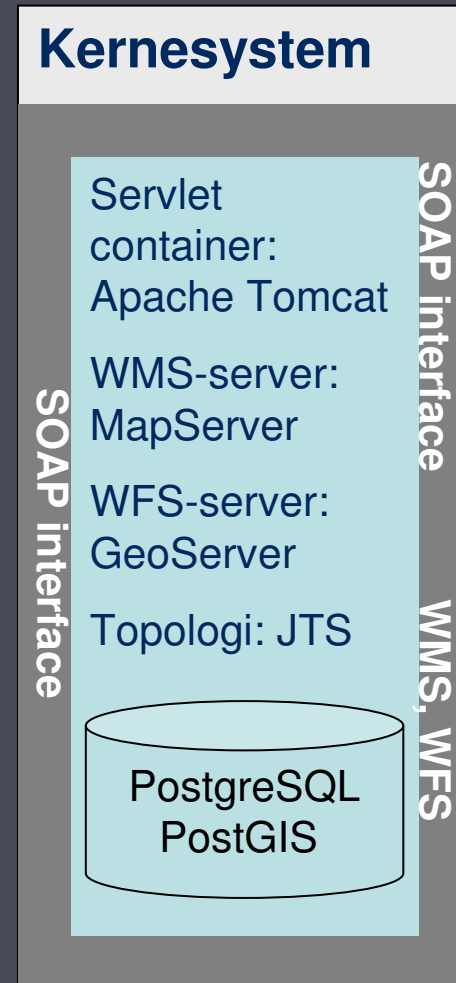 Kernesystem
SOAP interface
Servlet
container:
Apache Tomcat
WMS-server:
MapServer
WFS-server:
GeoServer
Topologi: JTS
PostgreSQL
PostGIS
SOAP interface
WMS, WFS